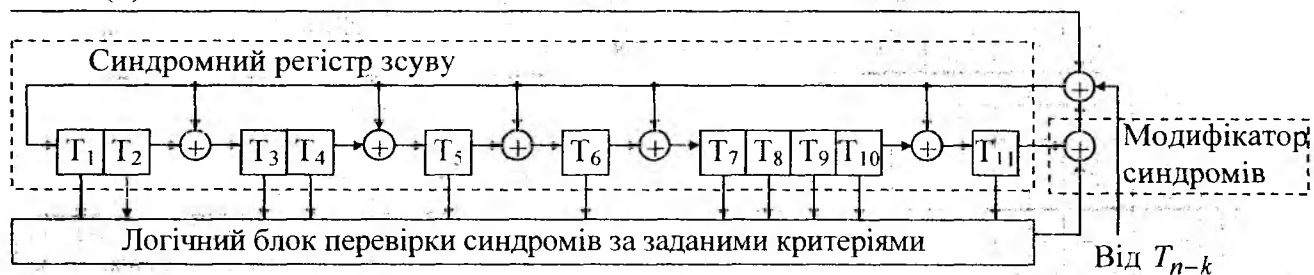 Синдромний регістр зсуву
+
+ + + + +
T₁ T₂ T₃ T₄ T₅ T₆ T₇ T₈ T₉ T₁₀ T₁₁ +
Модифікатор
синдромів
Логічний блок перевірки синдромів за заданими критеріями
Від Tₙ₋ₖ